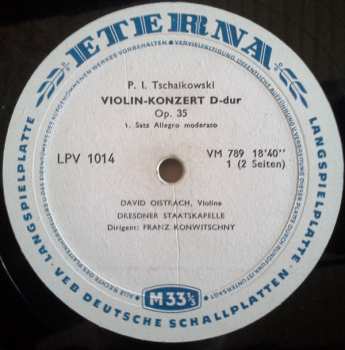 ETERNA
P. I. Tschaikowski
VIOLIN-KONZERT D-dur
Op. 35
1. Satz Allegro moderato
LPV 1014
VM 789 18'40''
1 (2 Seiten)
DAVID OISTRACH, Violine
DRESDNER STAATSKAPELLE
Dirigent: FRANZ KONWITSCHNY
M 33⅓
LANGSPIELPLATTE · VEB DEUTSCHE SCHALLPLATTEN · LANGSPIELPLATTE